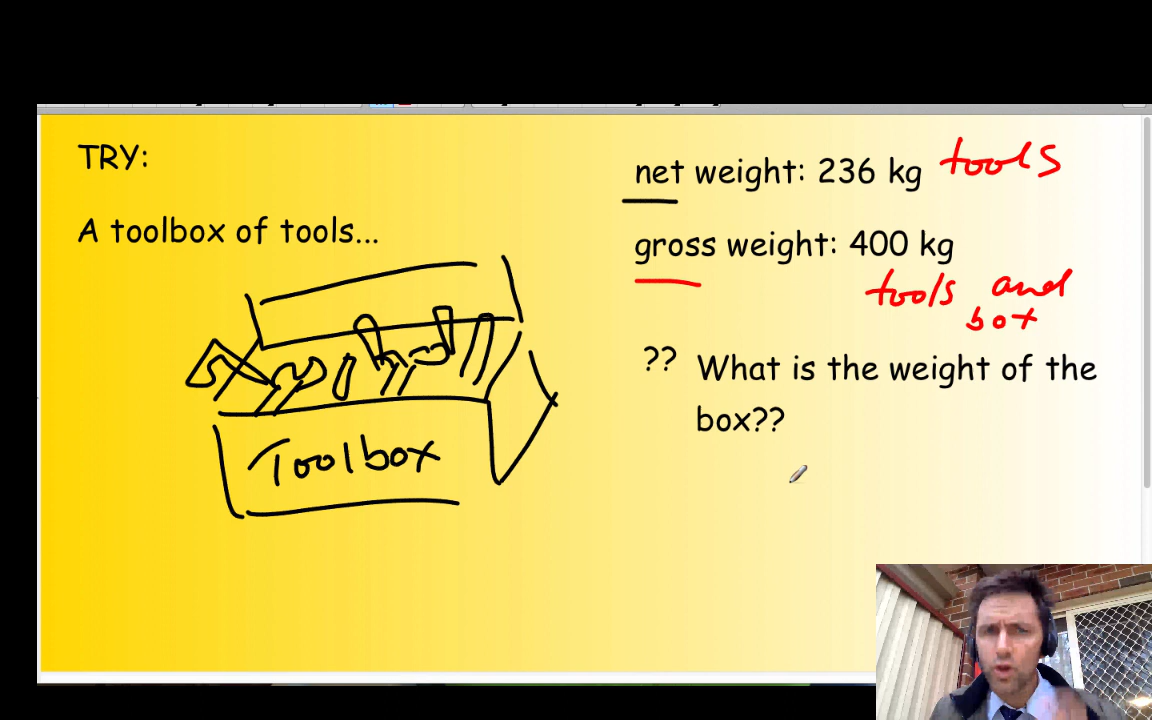 TRY:
A toolbox of tools...
Toolbox
net weight: 236 kg tools
gross weight: 400 kg
tools and
box
?? What is the weight of the
box??